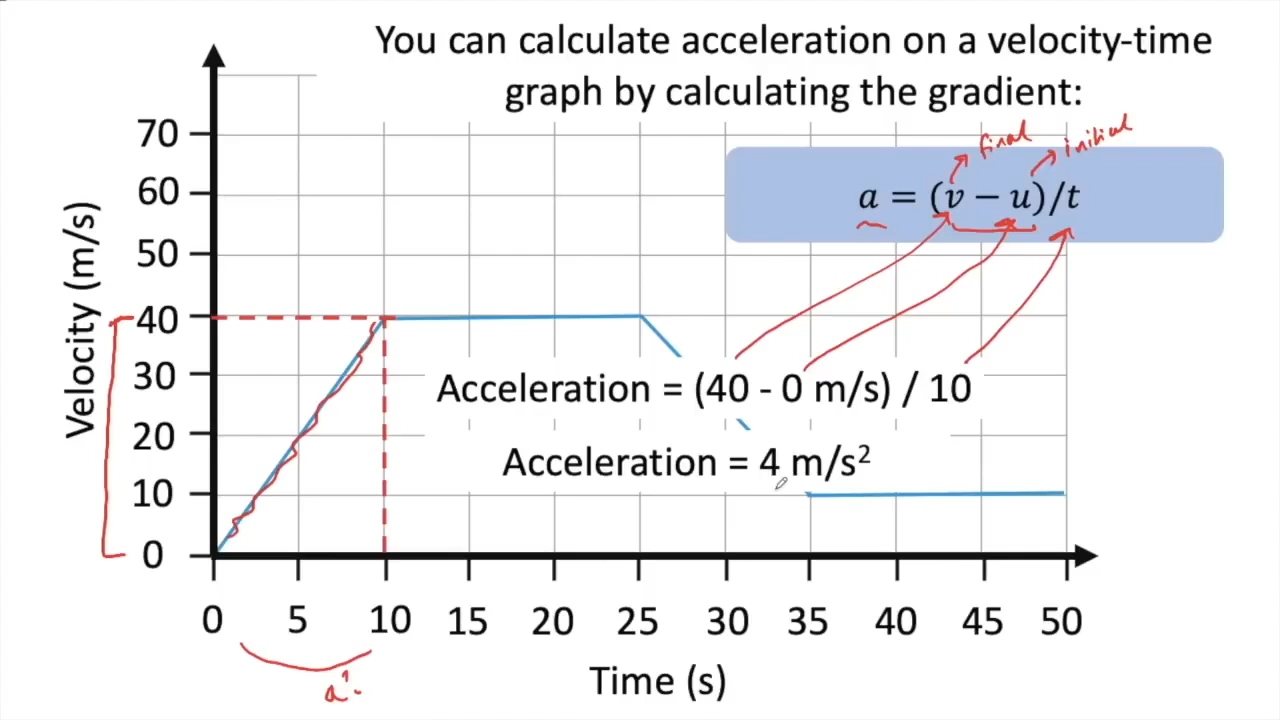 You can calculate acceleration on a velocity-time
graph by calculating the gradient:
final
initial
a = (v − u)/t
Velocity (m/s)
70
60
50
40
30
20
10
0
Acceleration = (40 - 0 m/s) / 10
Acceleration = 4 m/s²
0 5 10 15 20 25 30 35 40 45 50
Time (s)